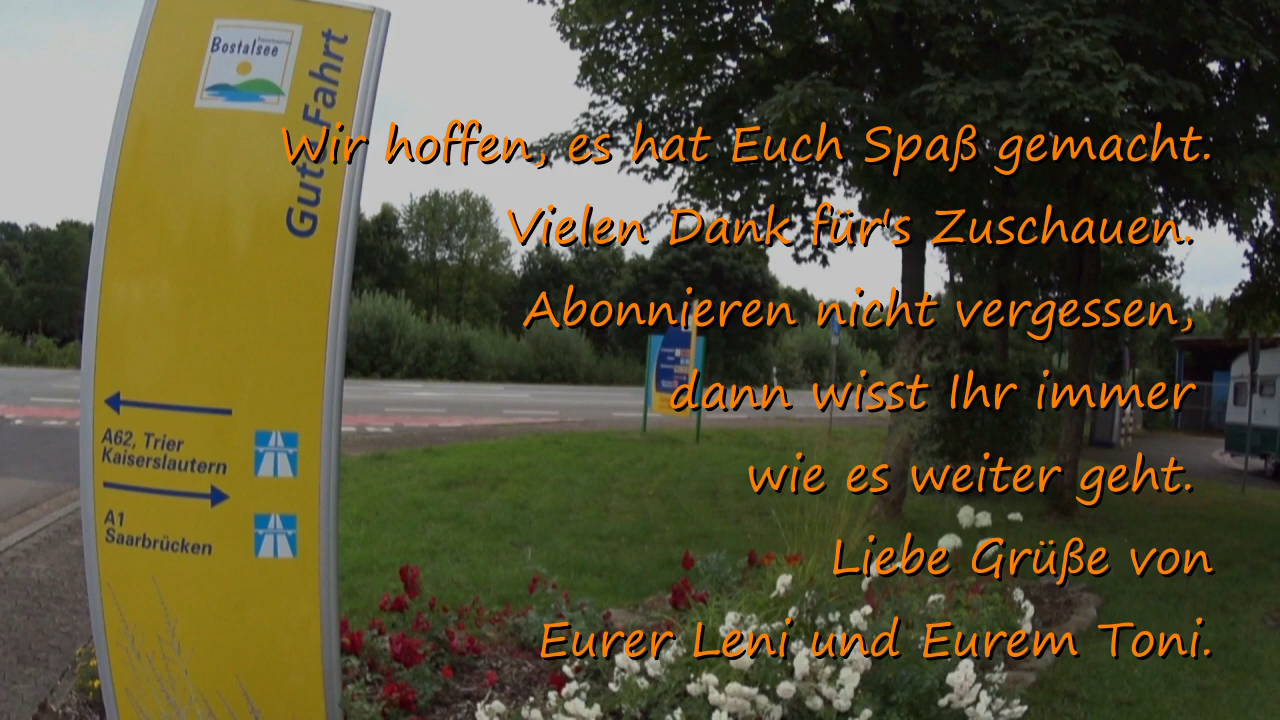 Bostalsee
Gute Fahrt
Wir hoffen, es hat Euch Spaß gemacht.
Vielen Dank für's Zuschauen.
Abonnieren nicht vergessen,
dann wisst Ihr immer
wie es weiter geht.
Liebe Grüße von
Eurer Leni und Eurem Toni.
A62, Trier
Kaiserslautern
A1
Saarbrücken